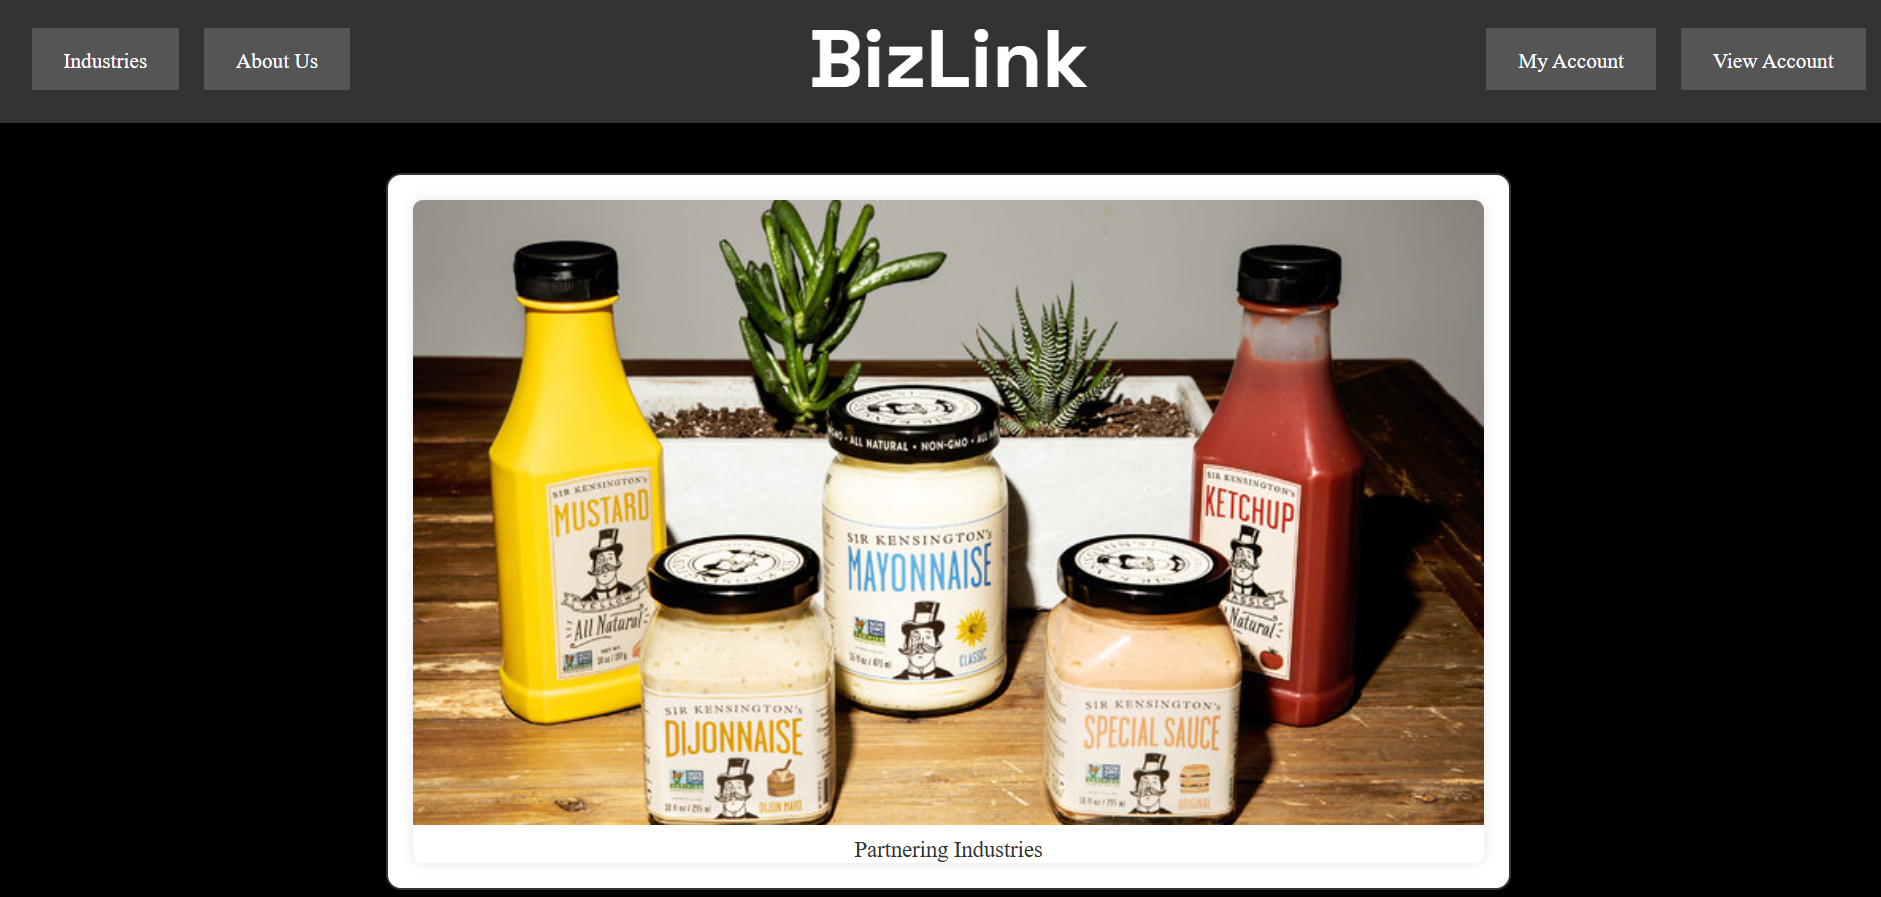 Industries
About Us
BizLink
My Account
View Account
ALL NATURAL • NON-GMO • ALL
SIR KENSINGTON'S
MUSTARD
YELLOW
All Natural
SIR KENSINGTON'S
MAYONNAISE
CLASSIC
SIR KENSINGTON'S
KETCHUP
Natural
SIR KENSINGTON'S
DIJONNAISE
DIJON MAYO
SIR KENSINGTON'S
SPECIAL SAUCE
ORIGINAL
Partnering Industries